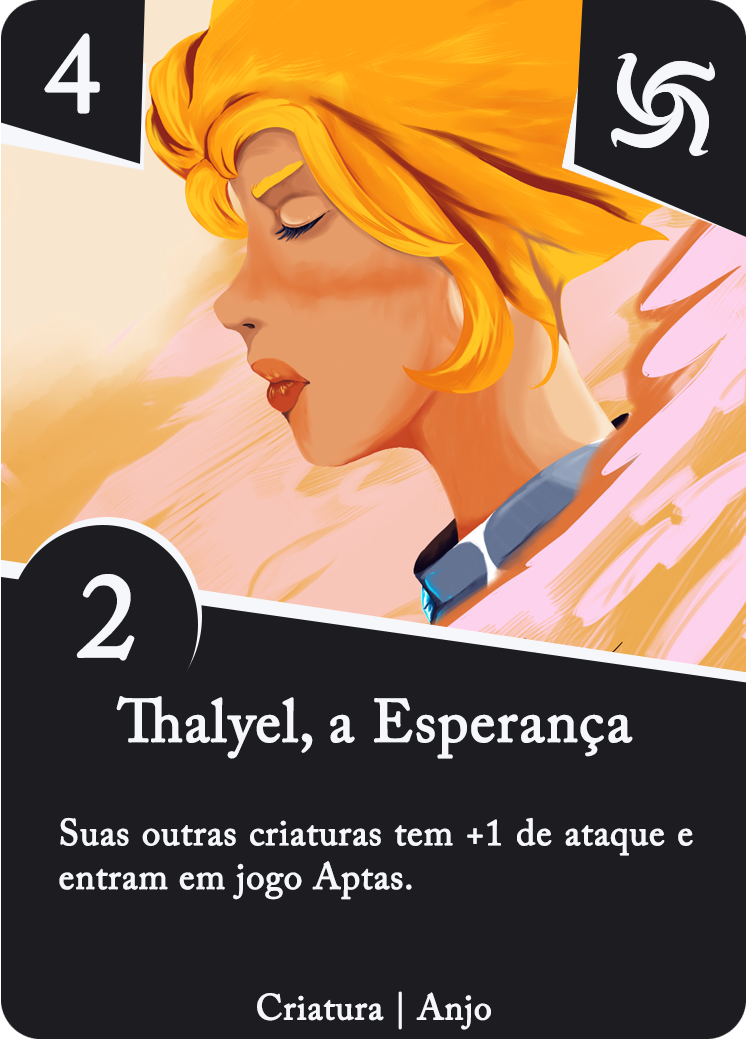 4
2
Thalyel, a Esperança
Suas outras criaturas tem +1 de ataque e
entram em jogo Aptas.
Criatura | Anjo